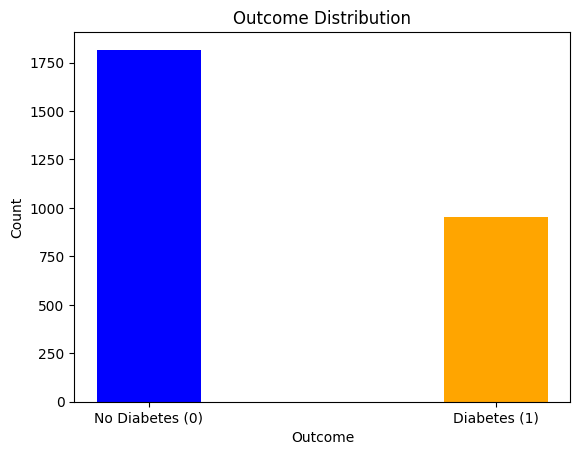 Outcome Distribution
1750
1500
1250
1000
750
500
250
0
Count
No Diabetes (0)
Diabetes (1)
Outcome